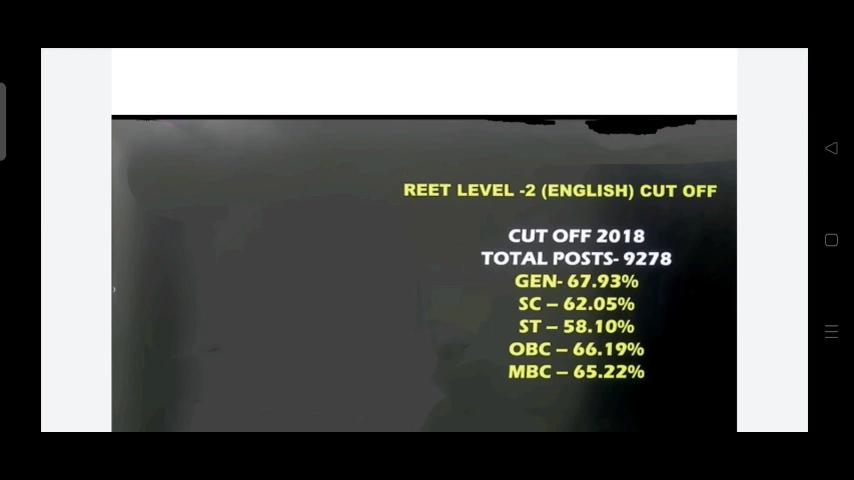 REET LEVEL -2 (ENGLISH) CUT OFF
CUT OFF 2018
TOTAL POSTS- 9278
GEN- 67.93%
SC – 62.05%
ST – 58.10%
OBC – 66.19%
MBC – 65.22%